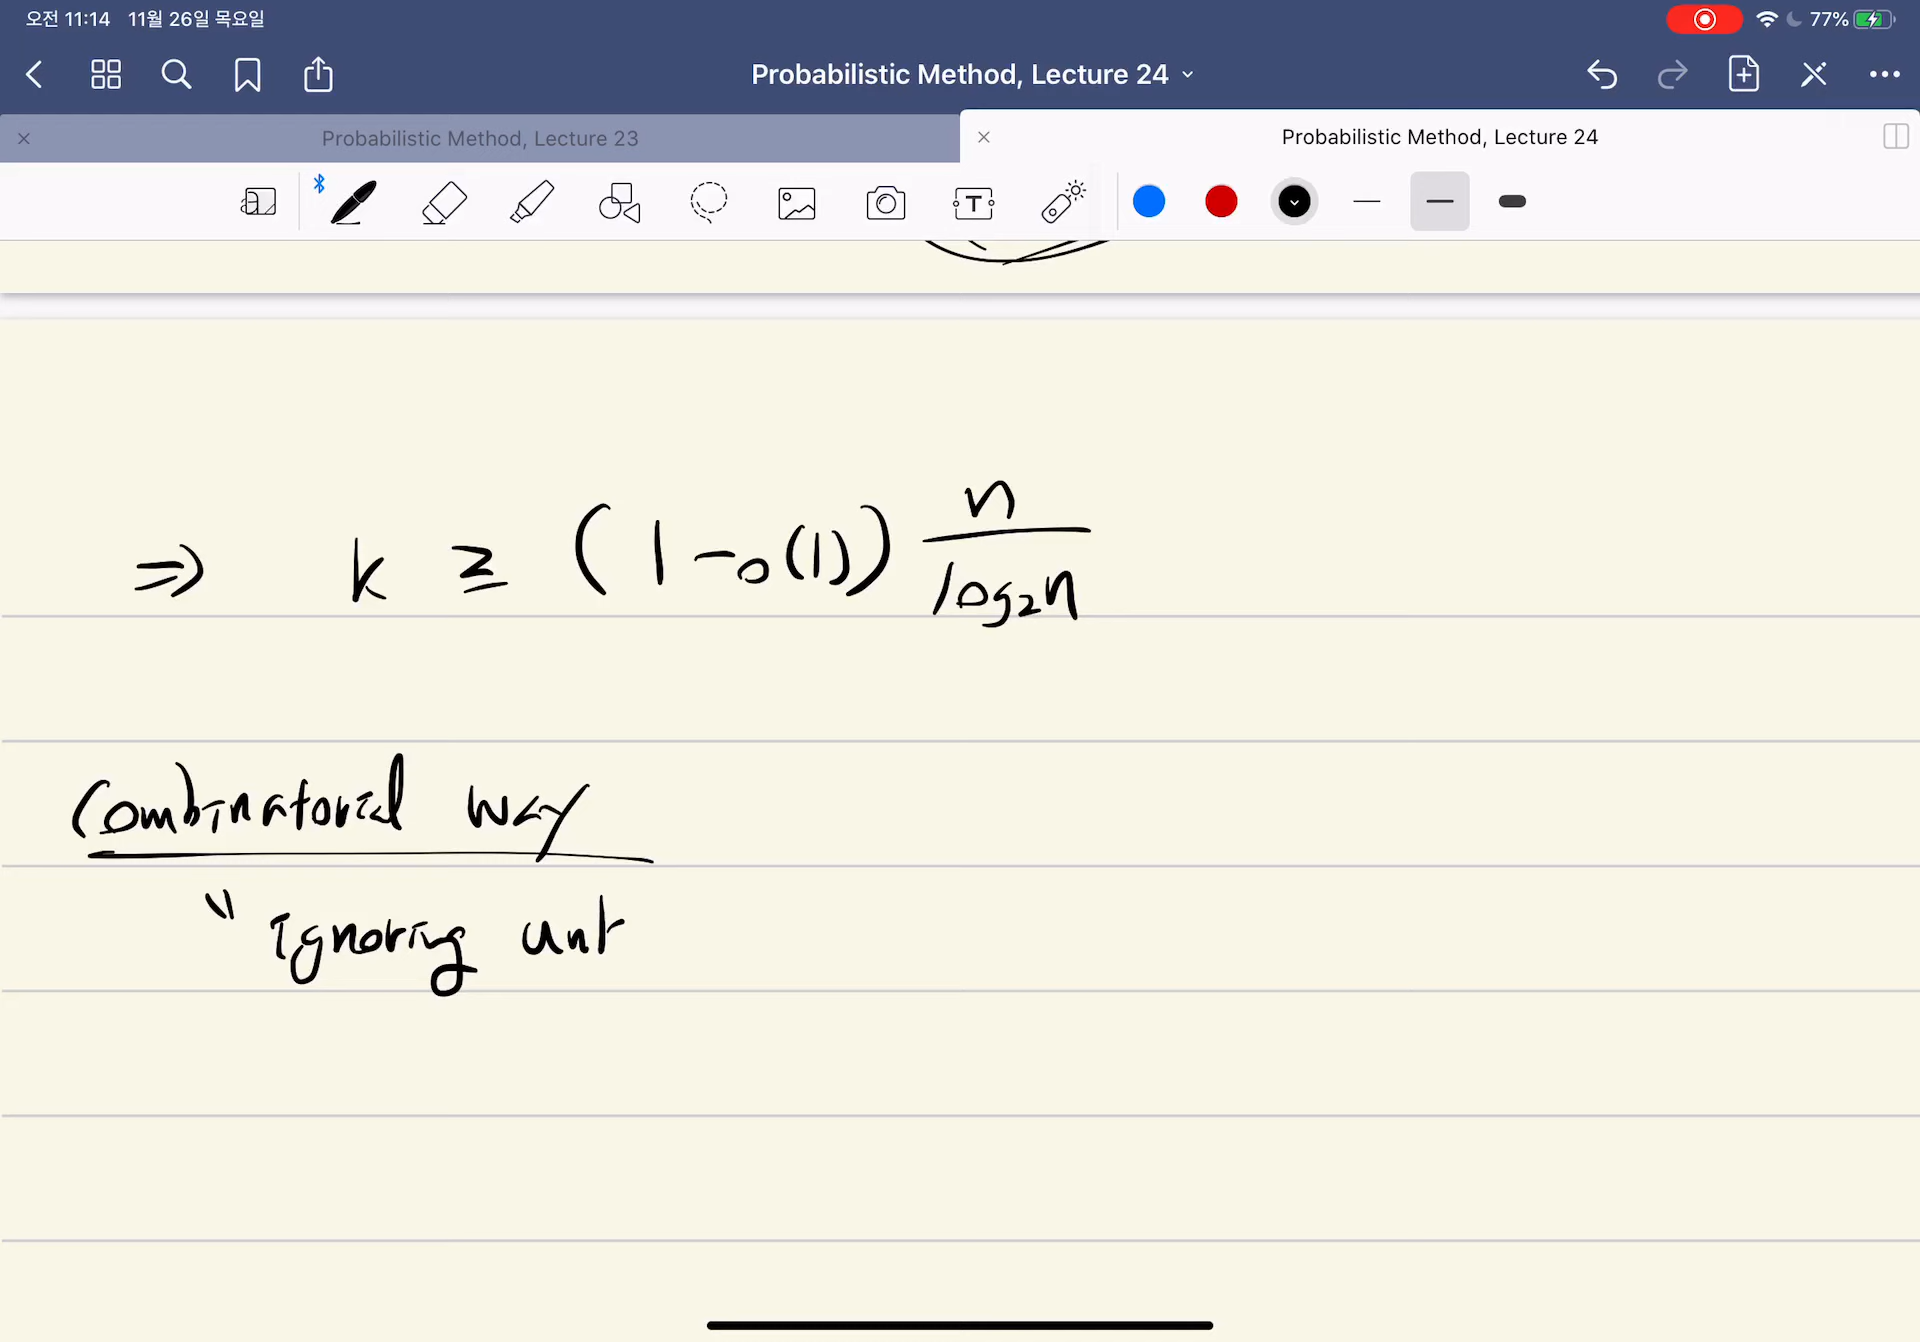 오전 11:14 11월 26일 목요일 77%
Probabilistic Method, Lecture 24
Probabilistic Method, Lecture 23
Probabilistic Method, Lecture 24
⇒ k ≥ (1-o(1)) n/log₂n
Combinatorial way
" ignoring unt